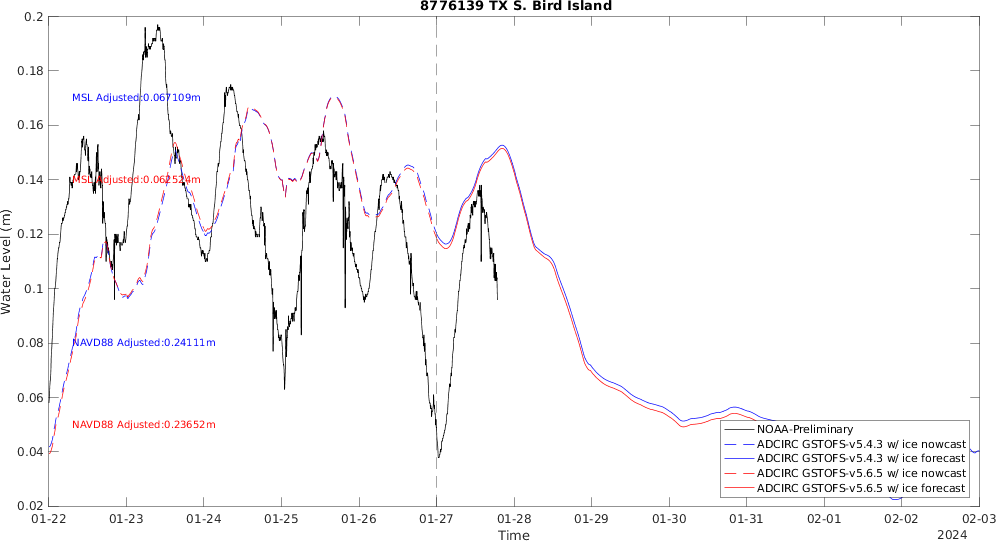 8776139 TX S. Bird Island
Water Level (m)
0.2
0.18
0.16
0.14
0.12
0.1
0.08
0.06
0.04
0.02
MSL Adjusted:0.067109m
MSL Adjusted:0.062524m
NAVD88 Adjusted:0.24111m
NAVD88 Adjusted:0.23652m
NOAA-Preliminary
ADCIRC GSTOFS-v5.4.3 w/ ice nowcast
ADCIRC GSTOFS-v5.4.3 w/ ice forecast
ADCIRC GSTOFS-v5.6.5 w/ ice nowcast
ADCIRC GSTOFS-v5.6.5 w/ ice forecast
01-22 01-23 01-24 01-25 01-26 01-27 01-28 01-29 01-30 01-31 02-01 02-02 02-03
Time
2024